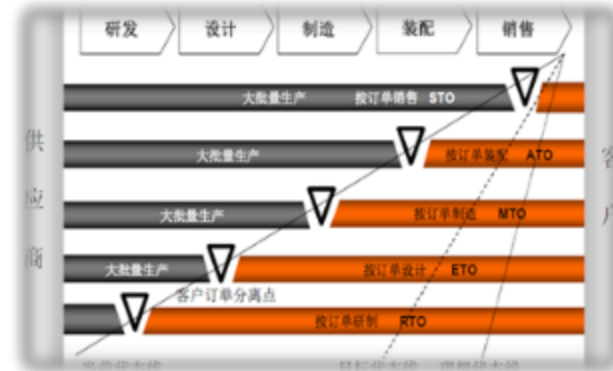 研发 设计 制造 装配 销售
大批量生产 按订单销售 STO
大批量生产 按订单装配 ATO
大批量生产 按订单制造 MTO
大批量生产 按订单设计 ETO
客户订单分离点
按订单研制 RTO
供应商
客户